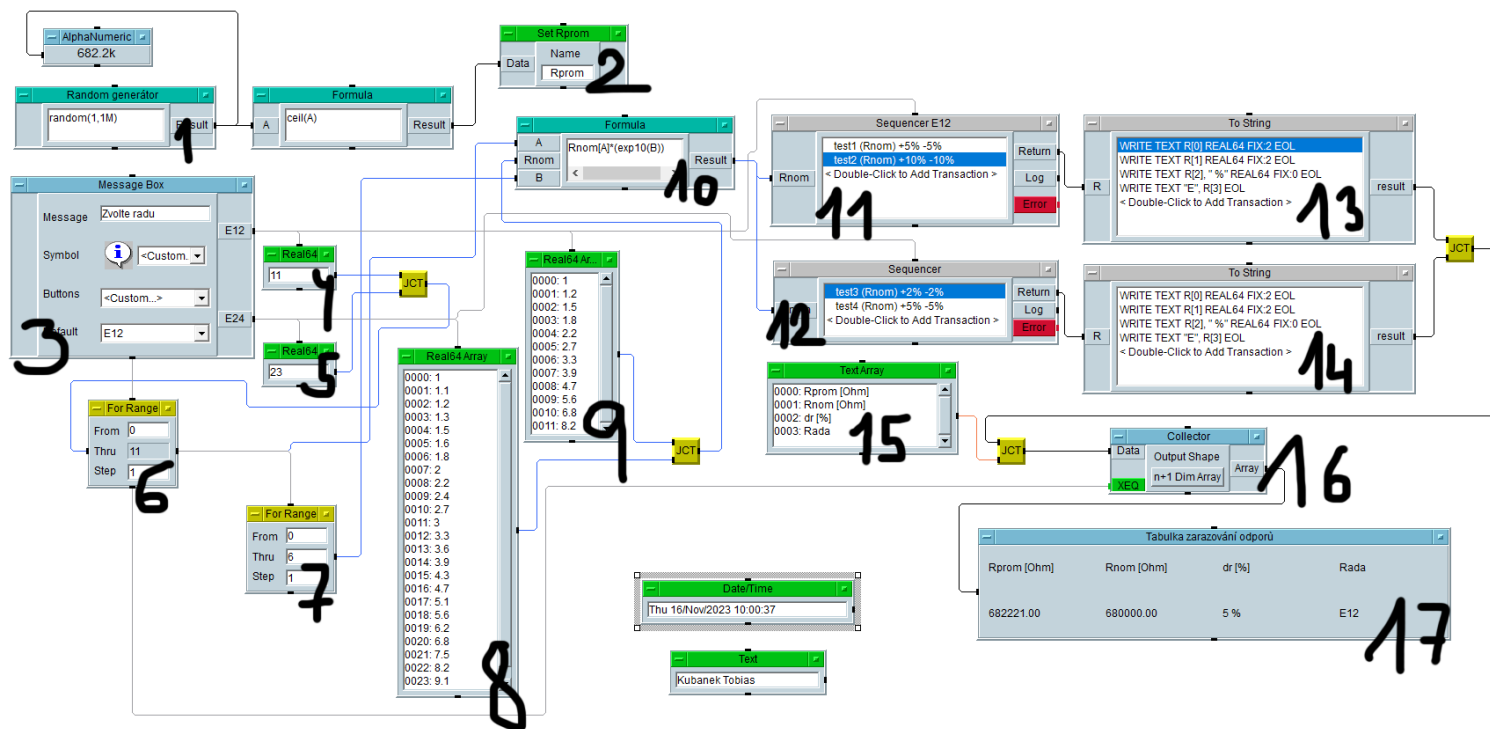 AlphaNumeric
682.2k
Random generátor
random(1,1M)
Result
1
Formula
A
ceil(A)
Result
Set Rprom
Data
Name
Rprom
2
Message Box
Message
Zvolte radu
Symbol
<Custom.
Buttons
<Custom...>
Default
E12
E12
E24
3
Real64
11
4
Real64
23
5
JCT
For Range
From 0
Thru 11
Step 1
6
For Range
From 0
Thru 6
Step 1
7
Real64 Array
0000: 1
0001: 1.1
0002: 1.2
0003: 1.3
0004: 1.5
0005: 1.6
0006: 1.8
0007: 2
0008: 2.2
0009: 2.4
0010: 2.7
0011: 3
0012: 3.3
0013: 3.6
0014: 3.9
0015: 4.3
0016: 4.7
0017: 5.1
0018: 5.6
0019: 6.2
0020: 6.8
0021: 7.5
0022: 8.2
0023: 9.1
8
Real64 Ar...
0000: 1
0001: 1.2
0002: 1.5
0003: 1.8
0004: 2.2
0005: 2.7
0006: 3.3
0007: 3.9
0008: 4.7
0009: 5.6
0010: 6.8
0011: 8.2
9
JCT
Formula
A
Rnom
B
Rnom[A]*(exp10(B))
Result
10
Sequencer E12
Rnom
test1 (Rnom) +5% -5%
test2 (Rnom) +10% -10%
< Double-Click to Add Transaction >
Return
Log
Error
11
Sequencer
test3 (Rnom) +2% -2%
test4 (Rnom) +5% -5%
< Double-Click to Add Transaction >
Return
Log
Error
12
To String
R
WRITE TEXT R[0] REAL64 FIX:2 EOL
WRITE TEXT R[1] REAL64 FIX:2 EOL
WRITE TEXT R[2], " %" REAL64 FIX:0 EOL
WRITE TEXT "E", R[3] EOL
< Double-Click to Add Transaction >
result
13
To String
R
WRITE TEXT R[0] REAL64 FIX:2 EOL
WRITE TEXT R[1] REAL64 FIX:2 EOL
WRITE TEXT R[2], " %" REAL64 FIX:0 EOL
WRITE TEXT "E", R[3] EOL
< Double-Click to Add Transaction >
result
14
JCT
Text Array
0000: Rprom [Ohm]
0001: Rnom [Ohm]
0002: dr [%]
0003: Rada
15
JCT
Collector
Data
XEQ
Output Shape
n+1 Dim Array
Array
16
Tabulka zarazování odporů
Rprom [Ohm] Rnom [Ohm] dr [%] Rada
682221.00 680000.00 5 % E12
17
Date/Time
Thu 16/Nov/2023 10:00:37
Text
Kubanek Tobias